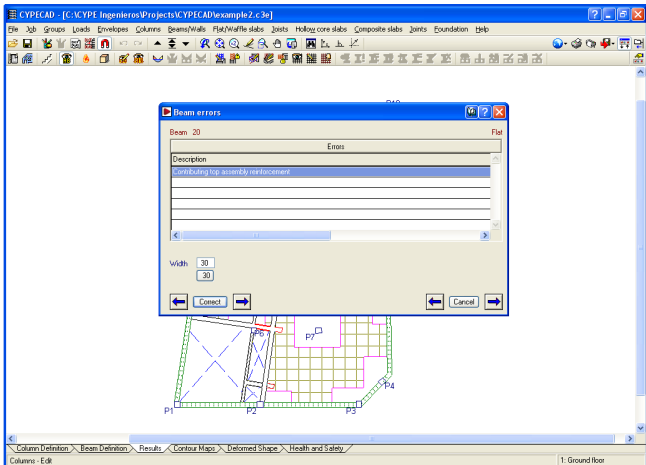 CYPECAD - [C:\CYPE Ingenieros\Projects\CYPECAD\example2.c3e]
File Job Groups Loads Envelopes Columns Beams/Walls Flat/Waffle slabs Joists Hollow core slabs Composite slabs Joints Foundation Help
Beam errors
Beam 20 Flat
Errors
Description
Contributing top assembly reinforcement
Width 30
30
Correct Cancel
P6
P7
P4
P1 P2 P3
Column Definition Beam Definition Results Contour Maps Deformed Shape Health and Safety
Columns - Edit 1: Ground floor